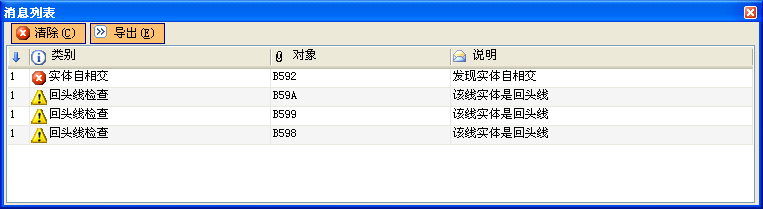 消息列表
清除(C) 导出(E)
类别 对象 说明
1 实体自相交 B592 发现实体自相交
1 回头线检查 B59A 该线实体是回头线
1 回头线检查 B599 该线实体是回头线
1 回头线检查 B598 该线实体是回头线